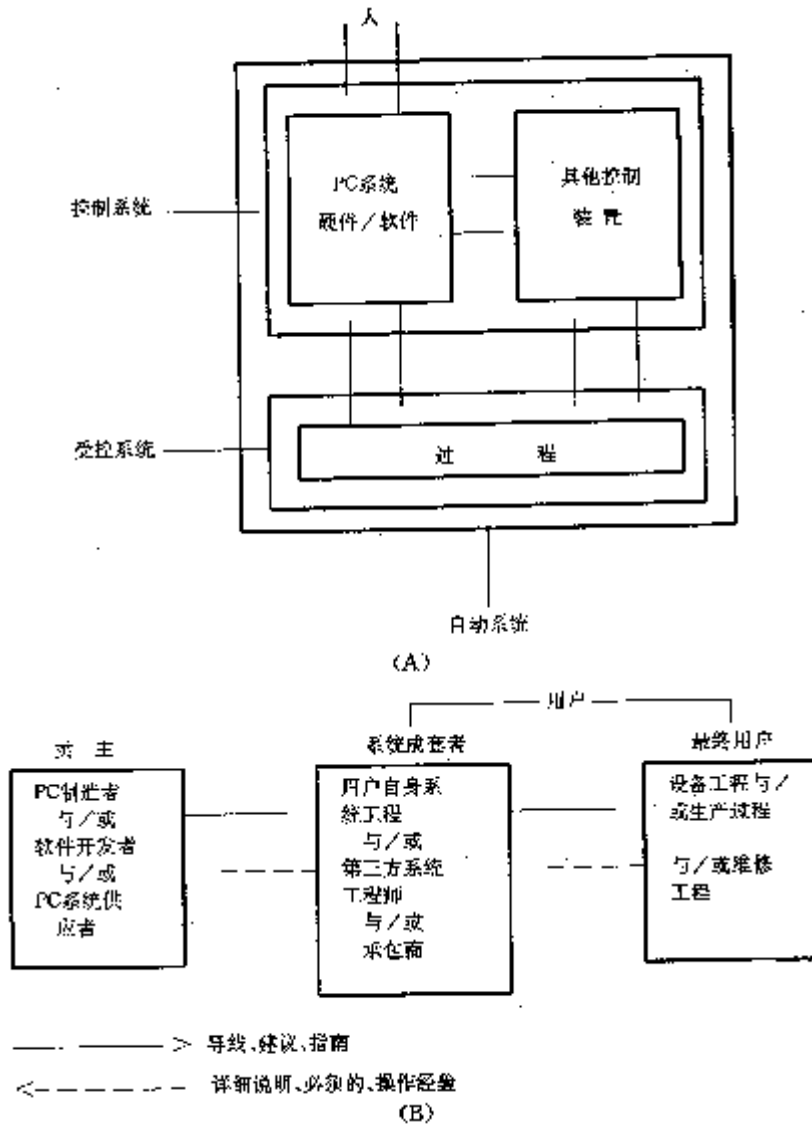 人
PC系统
硬件／软件
其他控制
装置
控制系统
受控系统
过 程
自动系统
(A)
用户
卖 主
系统成套者
最终用户
PC制造者
与／或
软件开发者
与／或
PC系统供
应者
用户自身系
统工程
与／或
第三方系统
工程师
与／或
承包商
设备工程与／
或生产过程
与／或维修
工程
导线、建议、指南
详细说明、必须的、操作经验
(B)